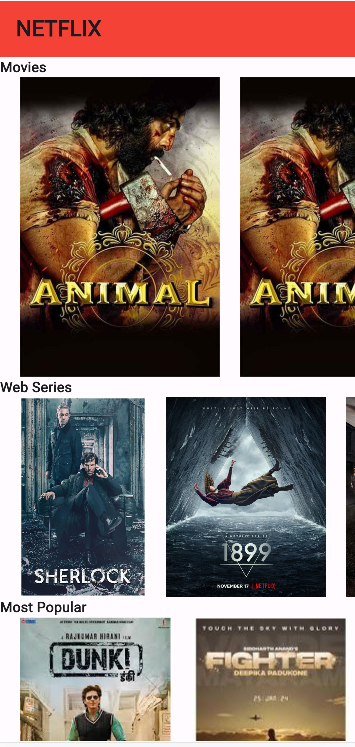 NETFLIX
Movies
ANIMAL
ANIM
Web Series
SHERLOCK
1899
NOVEMBER 17 | NETFLIX
Most Popular
A RAJKUMAR HIRANI FILM
DUNKI
डंकी
TOUCH THE SKY WITH GLORY
SIDDHARTH ANAND'S
FIGHTER
DEEPIKA PADUKONE
25 JAN 24